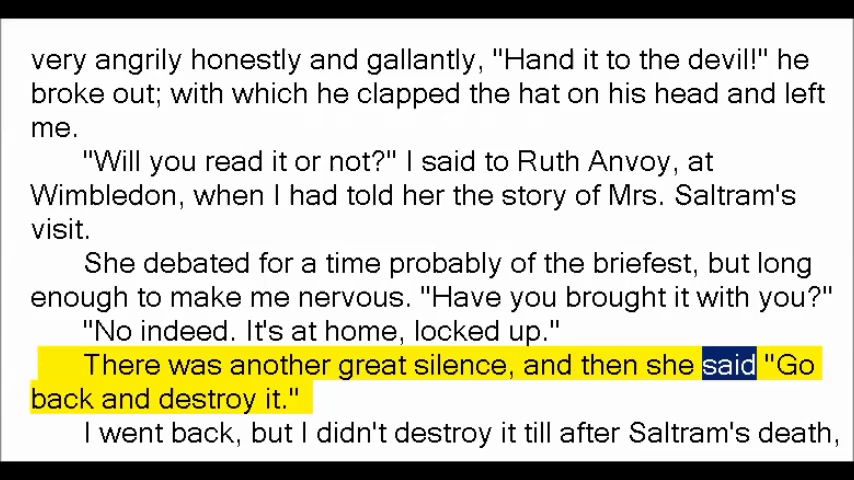 very angrily honestly and gallantly, "Hand it to the devil!" he
broke out; with which he clapped the hat on his head and left
me.
"Will you read it or not?" I said to Ruth Anvoy, at
Wimbledon, when I had told her the story of Mrs. Saltram's
visit.
She debated for a time probably of the briefest, but long
enough to make me nervous. "Have you brought it with you?"
"No indeed. It's at home, locked up."
There was another great silence, and then she said "Go
back and destroy it."
I went back, but I didn't destroy it till after Saltram's death,